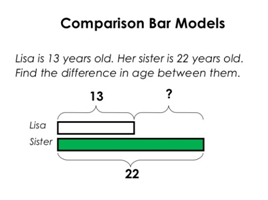 Comparison Bar Models
Lisa is 13 years old. Her sister is 22 years old.
Find the difference in age between them.
13 ?
Lisa
Sister
22